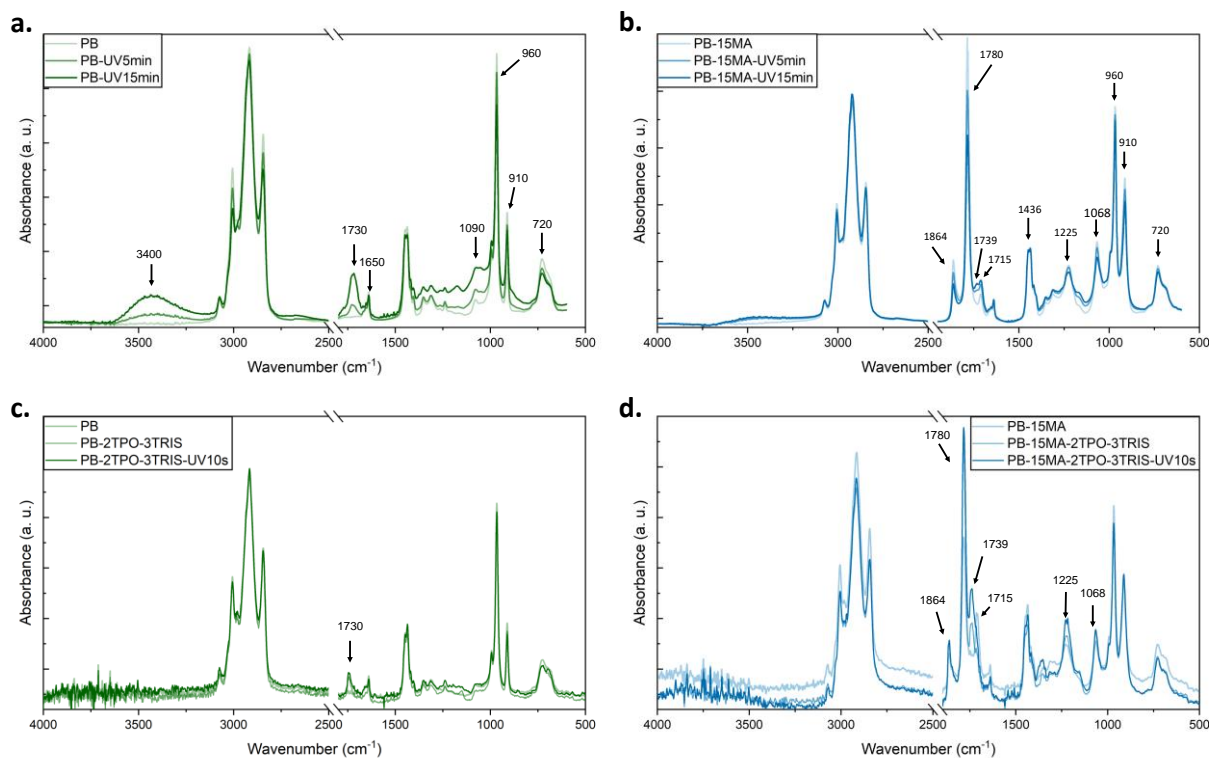 a.
PB
PB-UV5min
PB-UV15min
3400
1730
1650
1090
960
910
720
Absorbance (a. u.)
4000 3500 3000 2500 1500 1000 500
Wavenumber (cm⁻¹)
b.
PB-15MA
PB-15MA-UV5min
PB-15MA-UV15min
1780
1864
1739
1715
1436
1225
1068
960
910
720
Absorbance (a. u.)
4000 3500 3000 2500 1500 1000 500
Wavenumber (cm⁻¹)
c.
PB
PB-2TPO-3TRIS
PB-2TPO-3TRIS-UV10s
1730
Absorbance (a. u.)
4000 3500 3000 2500 1500 1000 500
Wavenumber (cm⁻¹)
d.
PB-15MA
PB-15MA-2TPO-3TRIS
PB-15MA-2TPO-3TRIS-UV10s
1780
1739
1864
1715
1225
1068
Absorbance (a. u.)
4000 3500 3000 2500 1500 1000 500
Wavenumber (cm⁻¹)